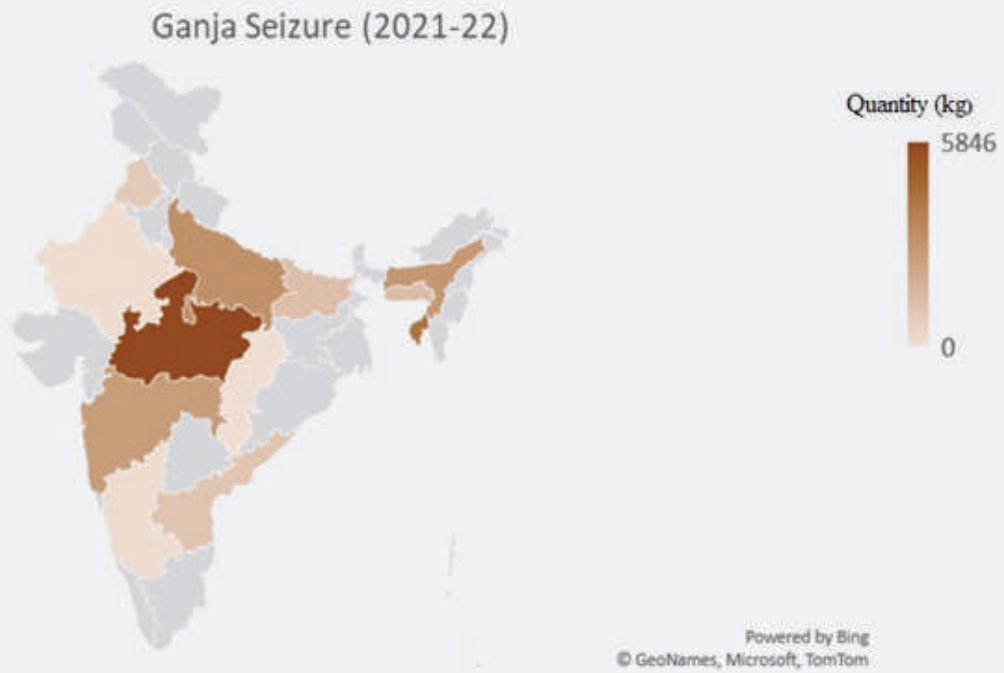 Ganja Seizure (2021-22)
Quantity (kg)
5846
0
Powered by Bing
© GeoNames, Microsoft, TomTom